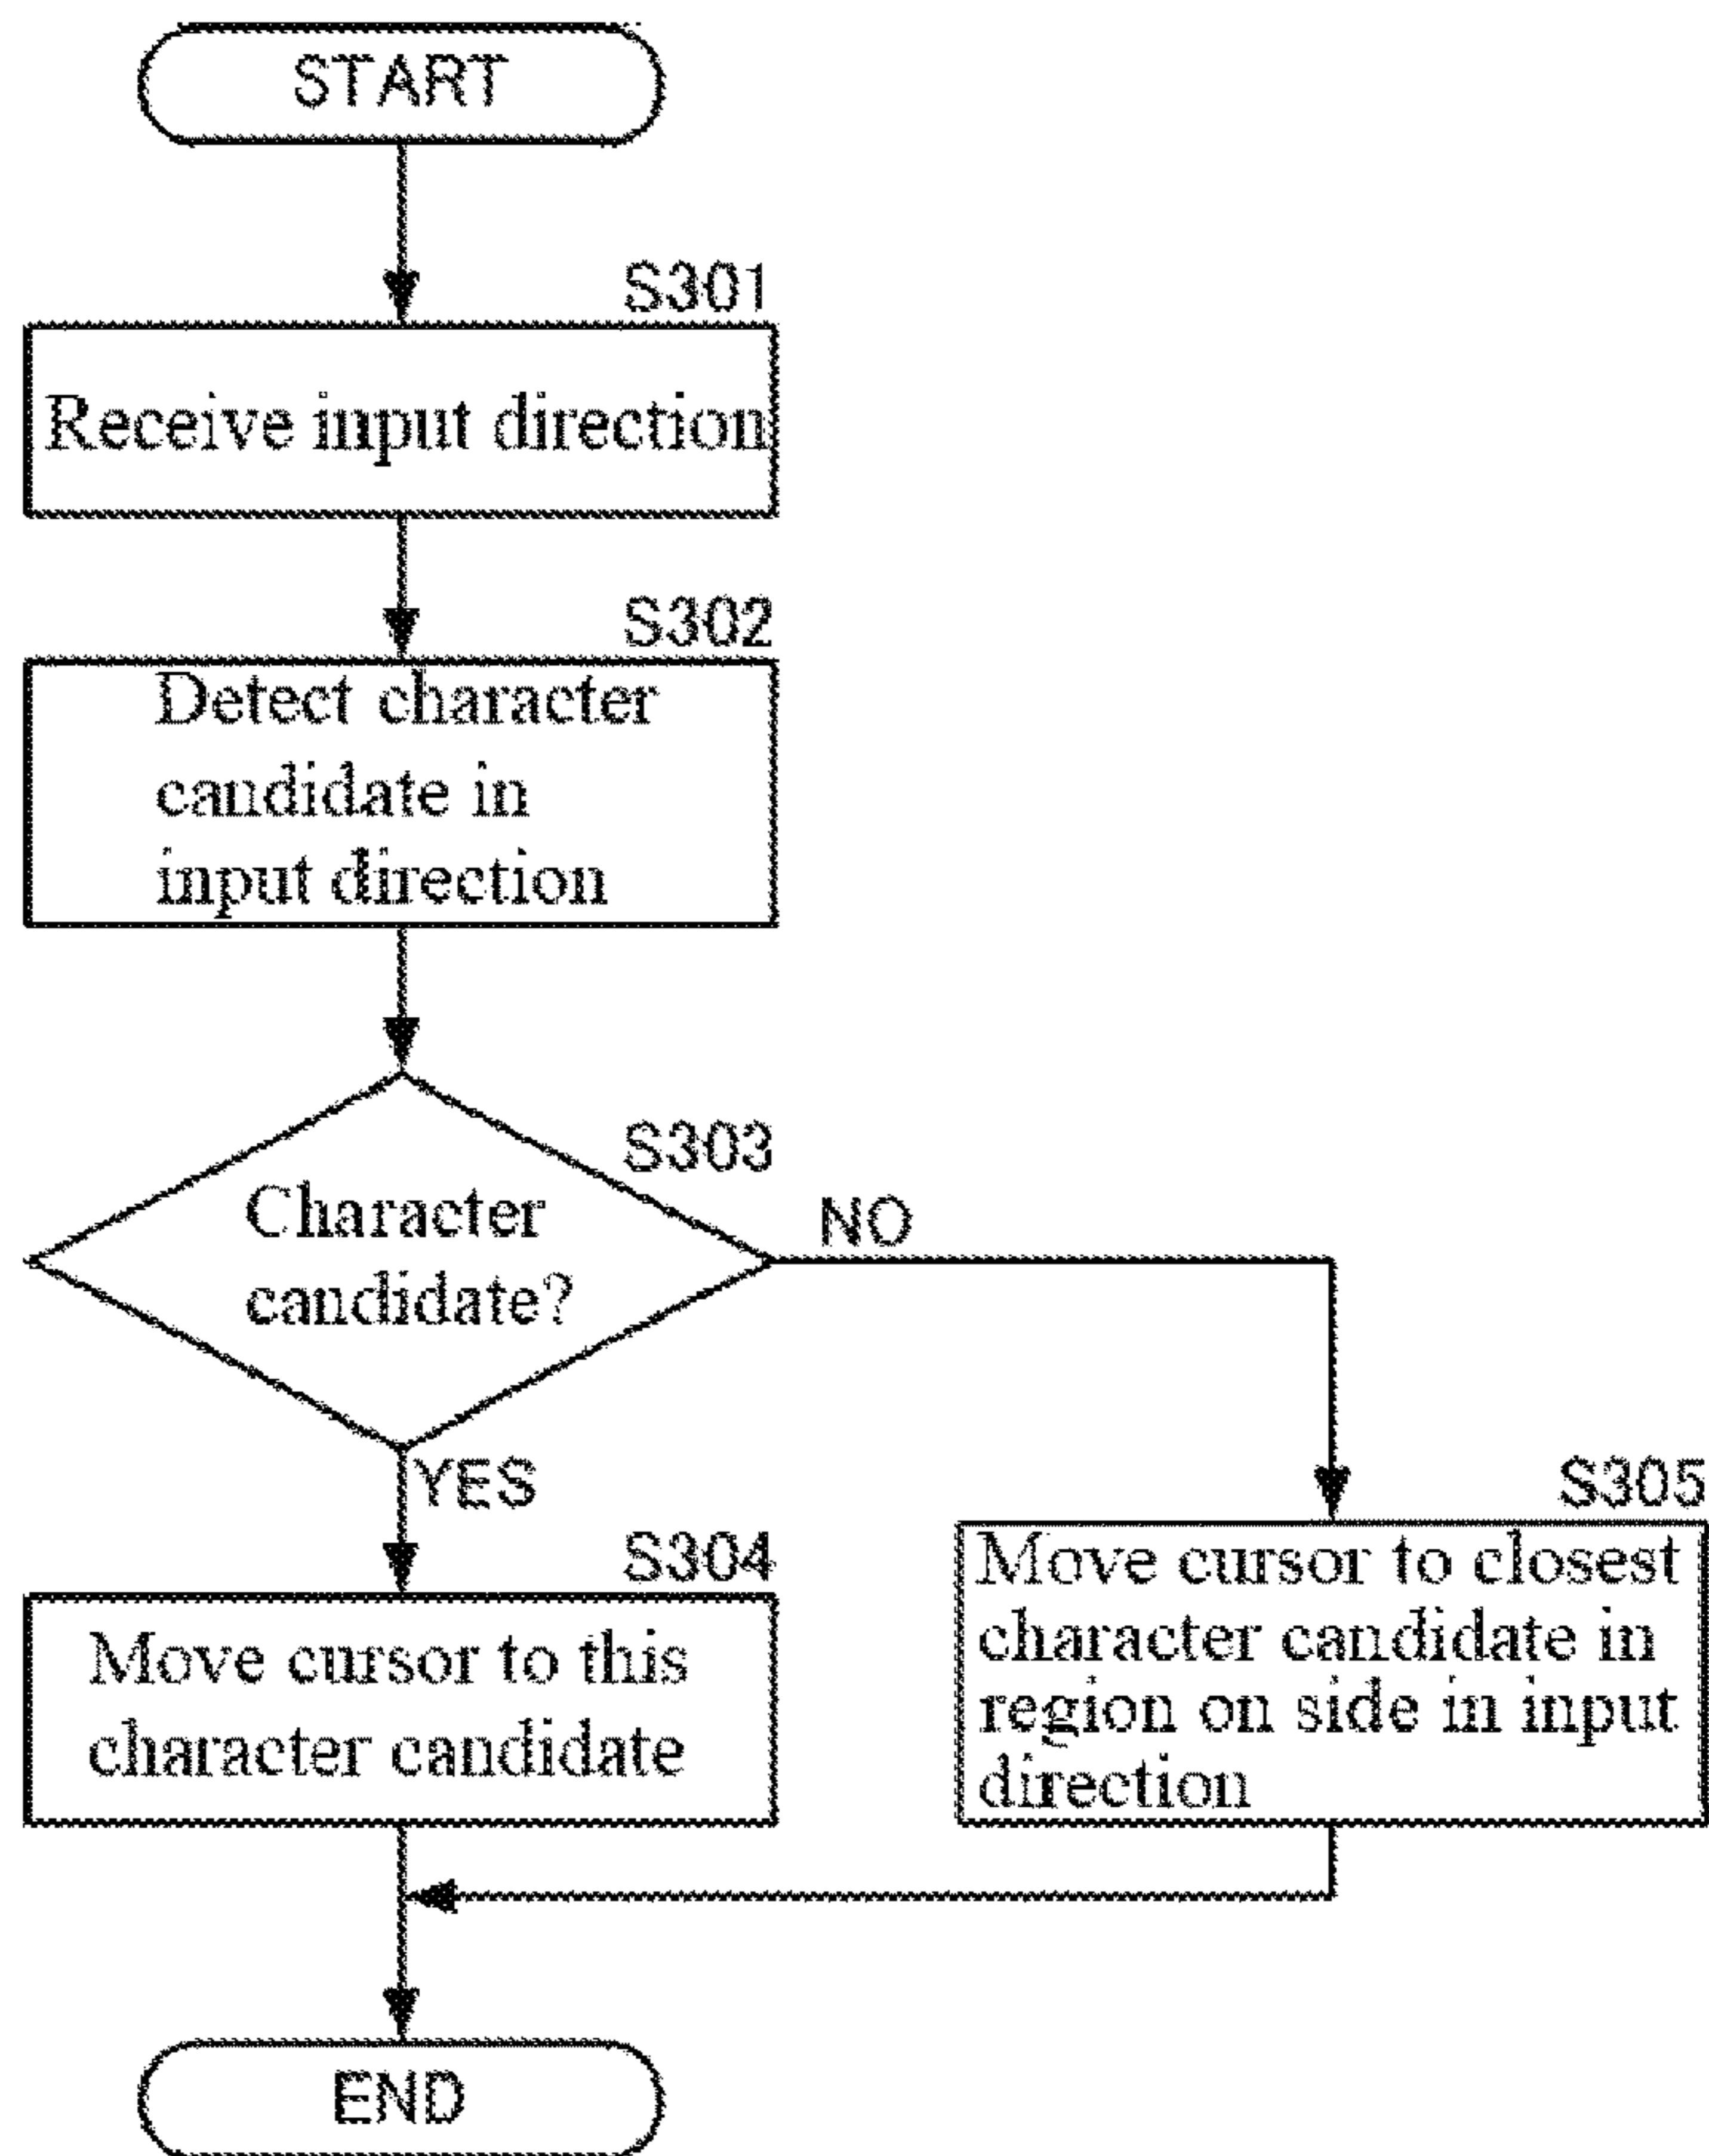 START
S301
Receive input direction
S302
Detect character
candidate in
input direction
S303
Character
candidate?
NO
YES
S304
Move cursor to this
character candidate
S305
Move cursor to closest
character candidate in
region on side in input
direction
END